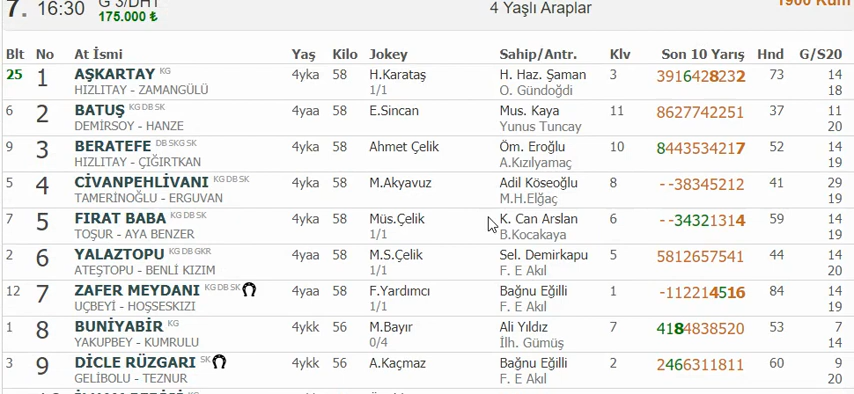 7. 16:30 G 3/DHT 4 Yaşlı Araplar 1900 Kum
175.000 ₺
Blt No At İsmi Yaş Kilo Jokey Sahip/Antr. Klv Son 10 Yarış Hnd G/S20
25 1 AŞKARTAY KG 4yka 58 H.Karataş H. Haz. Şaman 3 3916428232 73 14
HIZLITAY - ZAMANGÜLÜ 1/1 O. Gündoğdi 18
6 2 BATUŞ KG DB SK 4yaa 58 E.Sincan Mus. Kaya 11 8627742251 37 11
DEMİRSOY - HANZE Yunus Tuncay 20
9 3 BERATEFE DB SKG SK 4yka 58 Ahmet Çelik Öm. Eroğlu 10 8443534217 52 14
HIZLITAY - ÇIĞIRTKAN A.Kızılyamaç 19
5 4 CİVANPEHLİVANI KG DB SK 4yka 58 M.Akyavuz Adil Köseoğlu 8 --38345212 41 29
TAMERİNOĞLU - ERGUVAN M.H.Elğaç 19
7 5 FIRAT BABA KG DB SK 4yka 58 Müs.Çelik K. Can Arslan 6 --34321314 59 14
TOŞUR - AYA BENZER 1/1 B.Kocakaya 19
2 6 YALAZTOPU KG DB GKR 4yaa 58 M.S.Çelik Sel. Demirkapu 5 5812657541 44 14
ATEŞTOPU - BENLİ KIZIM 1/1 F. E Akıl 20
12 7 ZAFER MEYDANI KG DB SK 4yaa 58 F.Yardımcı Bağnu Eğilli 1 -112214516 84 14
UÇBEYİ - HOŞSEKIZI 1/1 F. E Akıl 19
1 8 BUNİYABİR KG 4ykk 56 M.Bayır Ali Yıldız 7 4184838520 53 7
YAKUPBEY - KUMRULU 0/4 İlh. Gümüş 14
3 9 DİCLE RÜZGARI SK 4ykk 56 A.Kaçmaz Bağnu Eğilli 2 2466311811 60 9
GELİBOLU - TEZNUR F. E Akıl 20